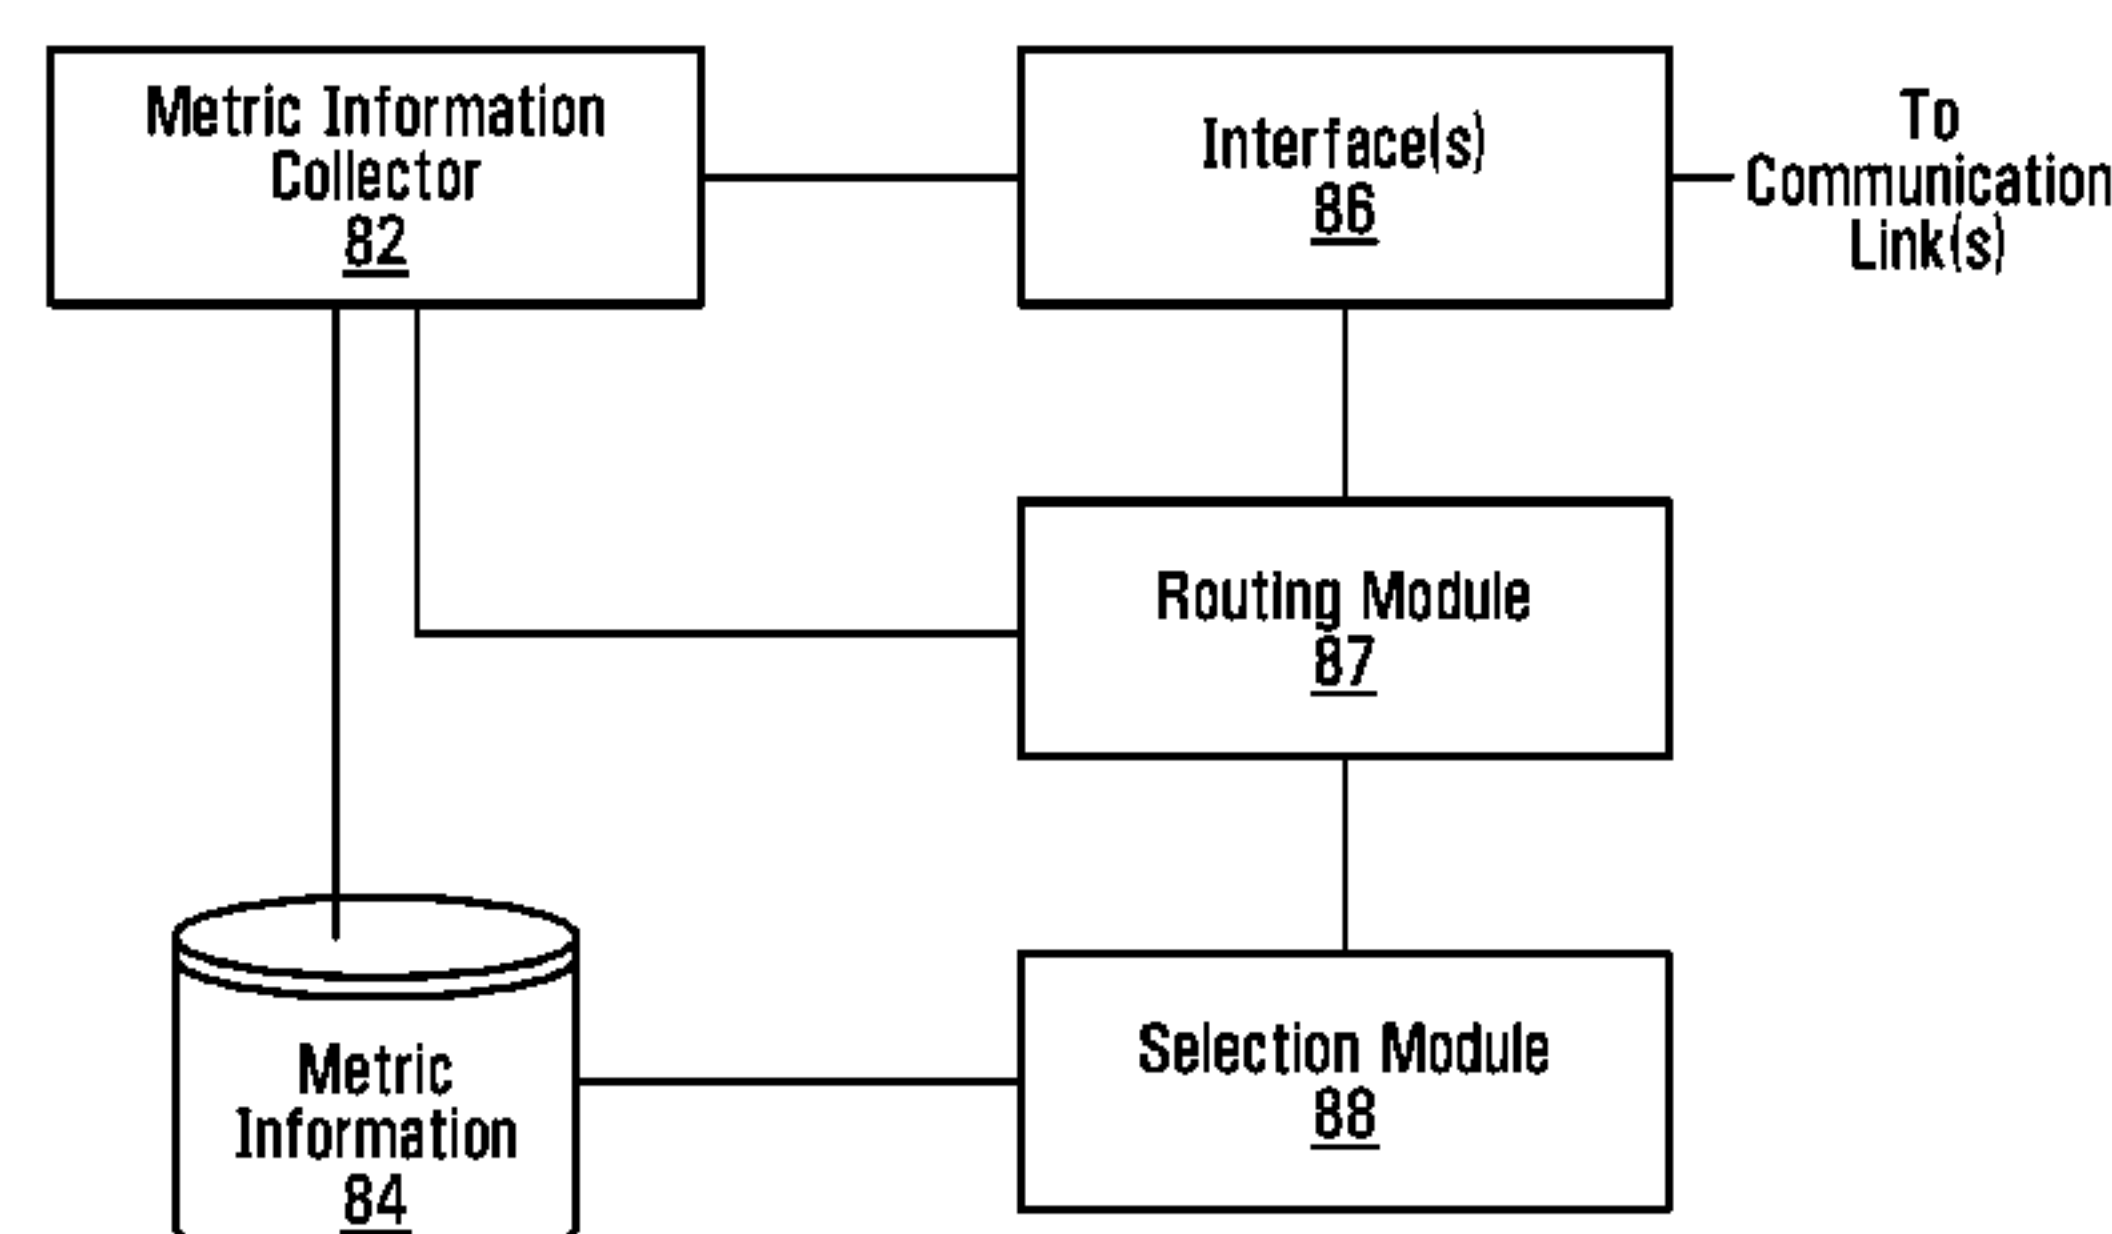 Metric Information
Collector
82
Interface(s)
86
To
Communication
Link(s)
Routing Module
87
Metric
Information
84
Selection Module
88